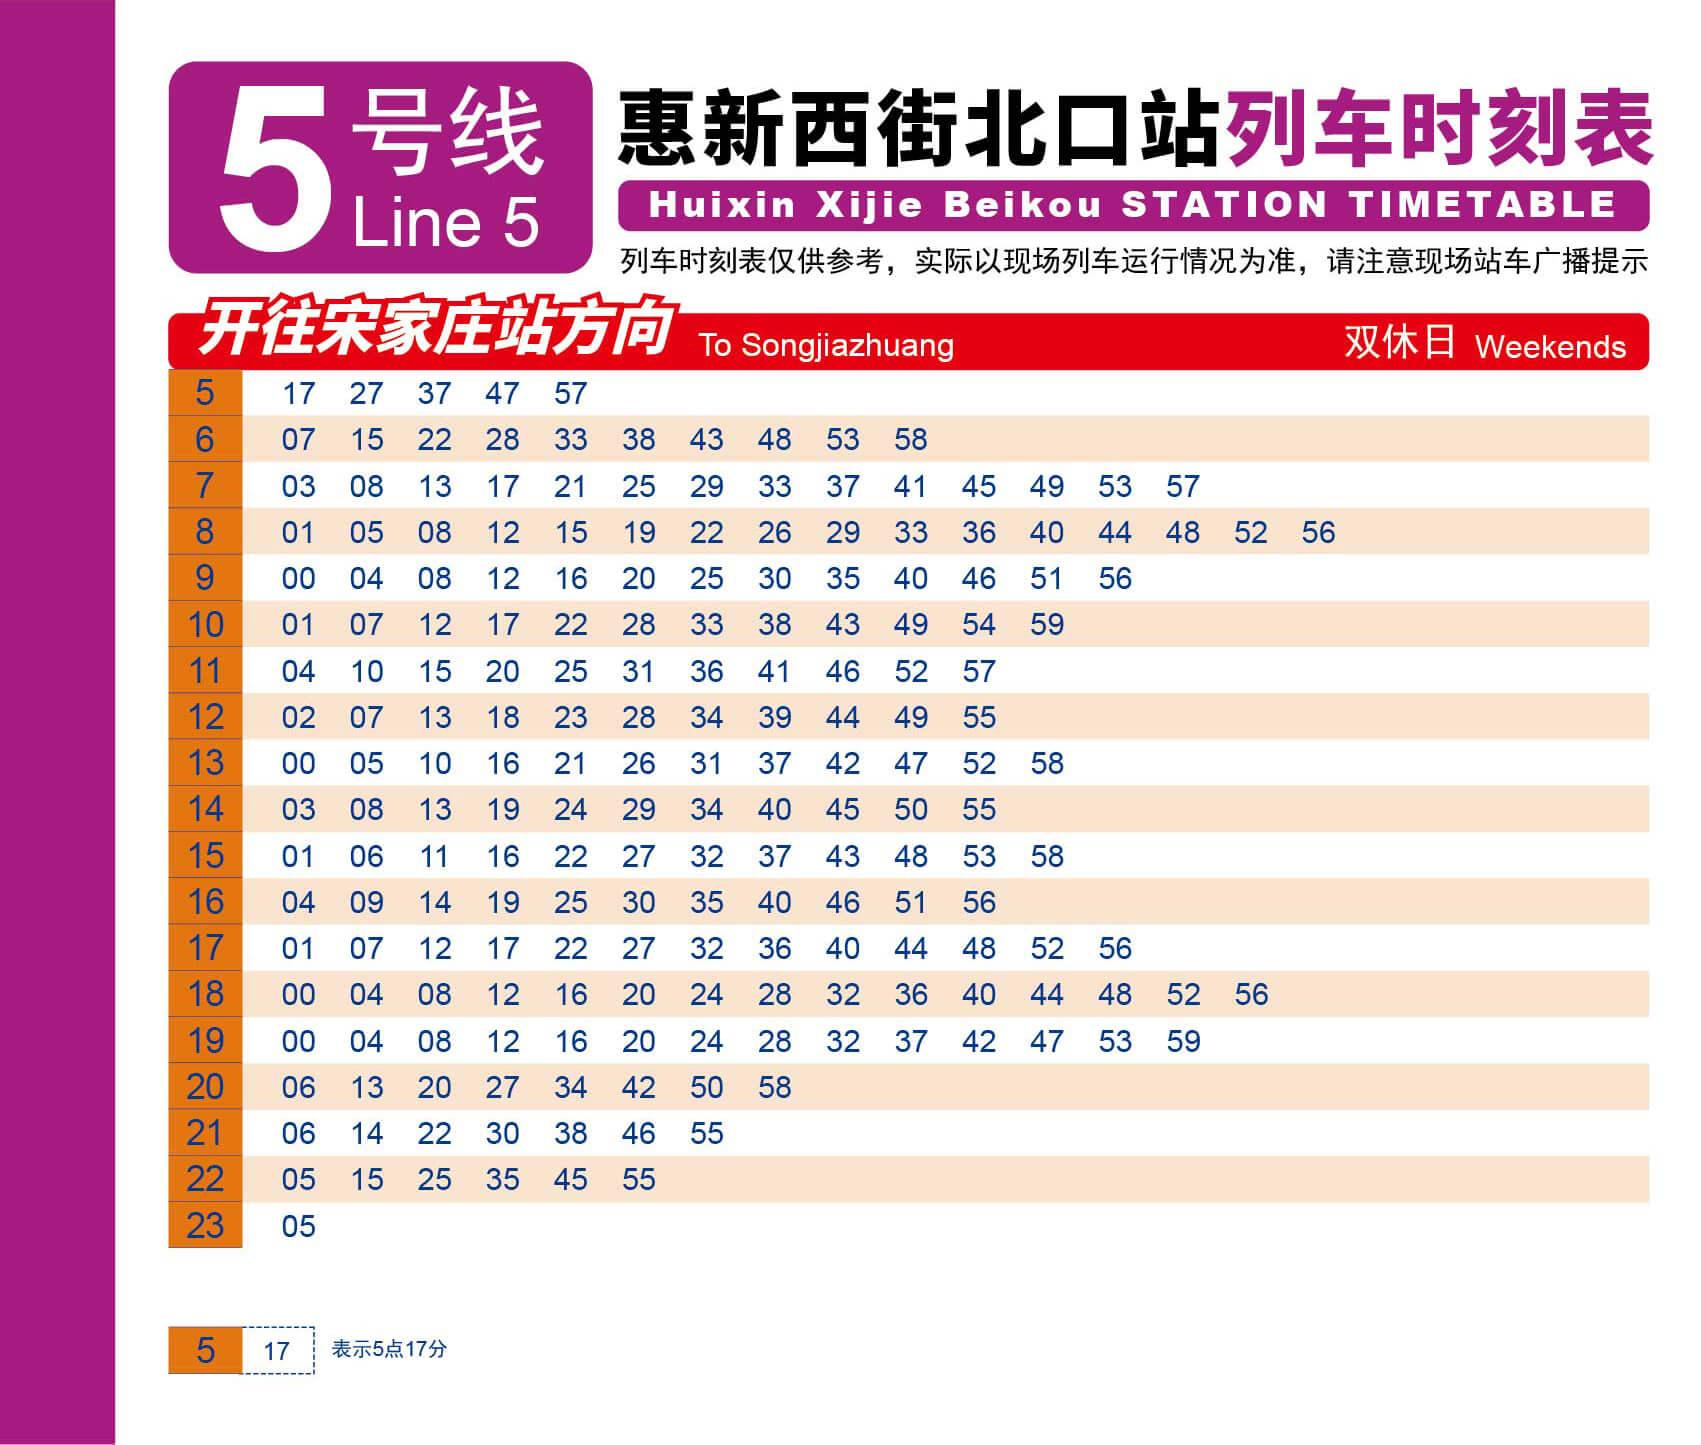 5号线
Line 5
惠新西街北口站列车时刻表
Huixin Xijie Beikou STATION TIMETABLE
列车时刻表仅供参考，实际以现场列车运行情况为准，请注意现场站车广播提示
开往宋家庄站方向 To Songjiazhuang 双休日 Weekends
5 17 27 37 47 57
6 07 15 22 28 33 38 43 48 53 58
7 03 08 13 17 21 25 29 33 37 41 45 49 53 57
8 01 05 08 12 15 19 22 26 29 33 36 40 44 48 52 56
9 00 04 08 12 16 20 25 30 35 40 46 51 56
10 01 07 12 17 22 28 33 38 43 49 54 59
11 04 10 15 20 25 31 36 41 46 52 57
12 02 07 13 18 23 28 34 39 44 49 55
13 00 05 10 16 21 26 31 37 42 47 52 58
14 03 08 13 19 24 29 34 40 45 50 55
15 01 06 11 16 22 27 32 37 43 48 53 58
16 04 09 14 19 25 30 35 40 46 51 56
17 01 07 12 17 22 27 32 36 40 44 48 52 56
18 00 04 08 12 16 20 24 28 32 36 40 44 48 52 56
19 00 04 08 12 16 20 24 28 32 37 42 47 53 59
20 06 13 20 27 34 42 50 58
21 06 14 22 30 38 46 55
22 05 15 25 35 45 55
23 05
5 17 表示5点17分